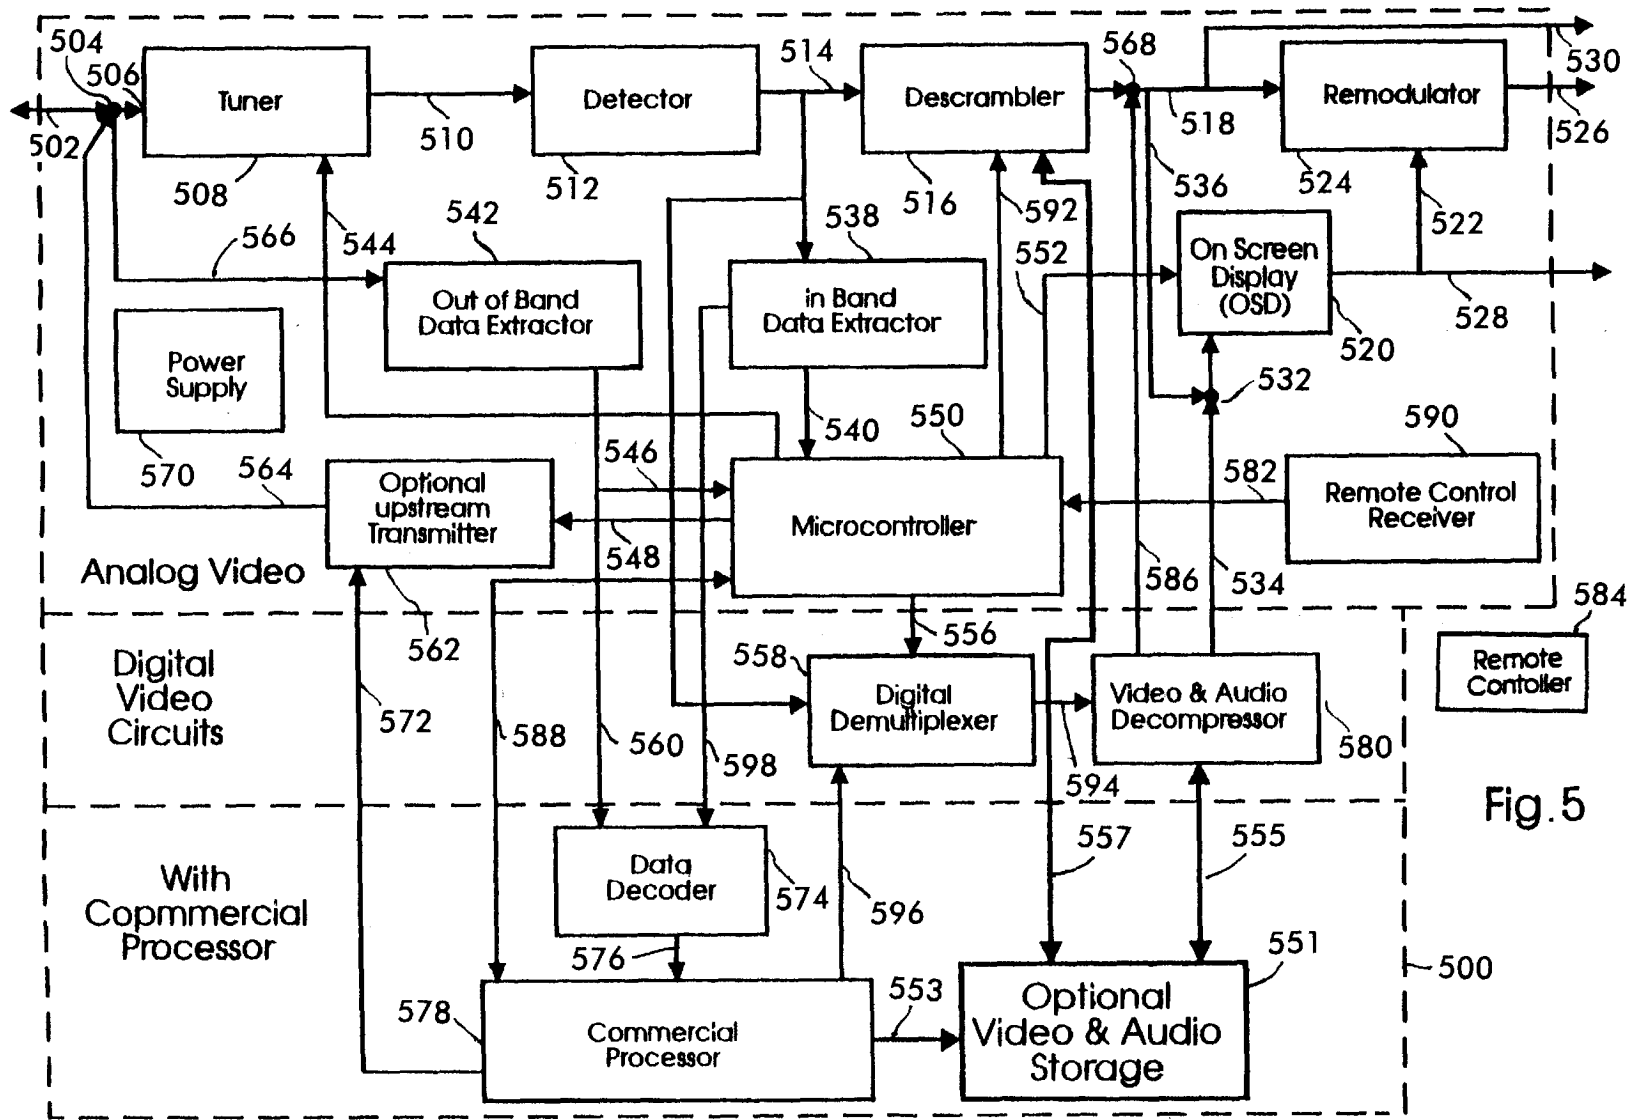 504
506
502
Tuner
508
510
Detector
512
514
Descrambler
516
568
518
Remodulator
524
530
526
536
522
592
552
538
542
544
566
Out of Band
Data Extractor
in Band
Data Extractor
On Screen
Display
(OSD)
520
528
532
Power
Supply
570
564
540
550
546
548
Optional
upstream
Transmitter
562
Microcontroller
582
590
Remote Control
Receiver
586
534
Analog Video
556
584
Remote
Contoller
Digital
Video
Circuits
558
Digital
Demultiplexer
Video & Audio
Decompressor
580
572
588
560
598
594
Fig.5
557
555
With
Copmmercial
Processor
Data
Decoder
574
576
596
551
500
578
Commercial
Processor
553
Optional
Video & Audio
Storage